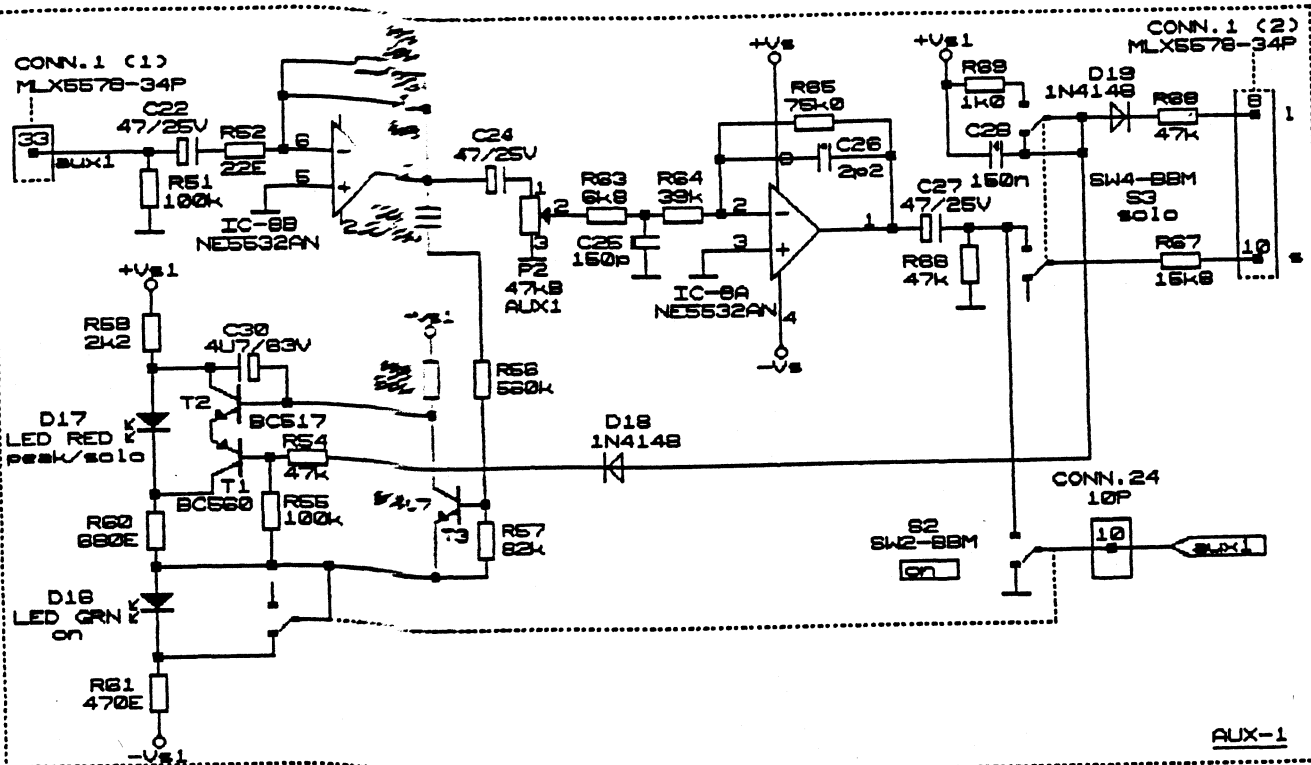 CONN.1 (1)
MLX5578-34P
33
aux1
C22
47/25V
R52
22E
R51
100k
6
5
IC-8B
NE5532AN
C24
47/25V
1
2
3
P2
47kB
AUX1
R63
6k8
R64
39k
C25
150p
+Vs
R65
75k0
C26
2p2
8
2
3
1
4
IC-8A
NE5532AN
-Vs
C27
47/25V
R66
47k
+Vs1
R69
1k0
C28
150n
D19
1N4148
R68
47k
CONN.1 (2)
MLX5578-34P
8
l
SW4-BBM
S3
solo
R67
15k8
10
s
+Vs1
R58
2k2
C30
4U7/63V
T2
BC517
D17
LED RED
peak/solo
R54
47k
T1
BC560
R55
100k
R60
680E
D16
LED GRN
on
R61
470E
-Vs1
R56
560k
T3
R57
82k
D18
1N4148
S2
SW2-BBM
on
CONN.24
10P
10
aux1
AUX-1